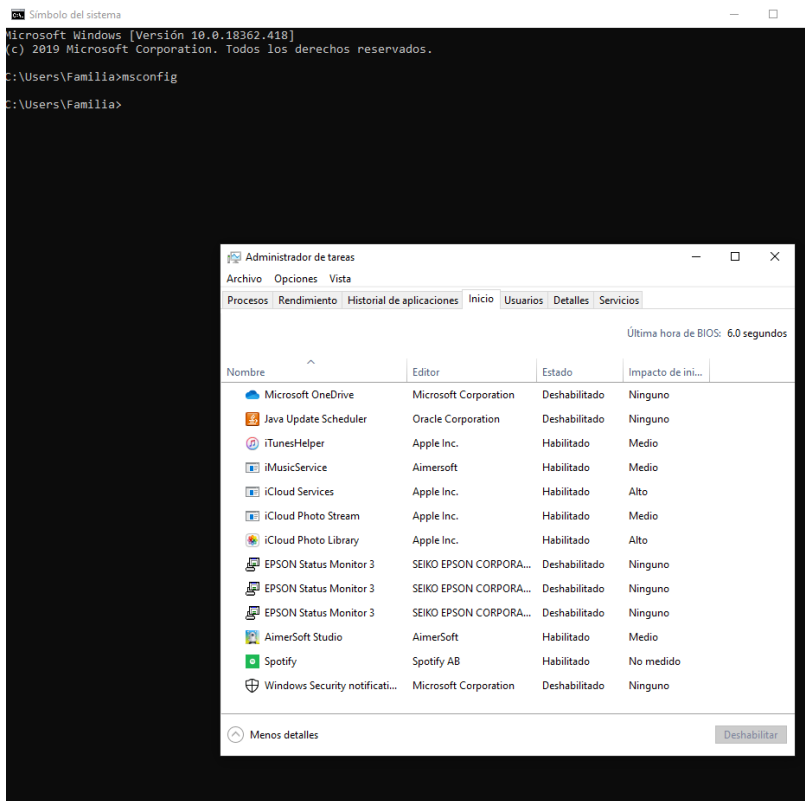 Símbolo del sistema
Microsoft Windows [Versión 10.0.18362.418]
(c) 2019 Microsoft Corporation. Todos los derechos reservados.
C:\Users\Familia>msconfig
C:\Users\Familia>
Administrador de tareas
Archivo Opciones Vista
Procesos Rendimiento Historial de aplicaciones Inicio Usuarios Detalles Servicios
Última hora de BIOS: 6.0 segundos
Nombre Editor Estado Impacto de ini...
Microsoft OneDrive Microsoft Corporation Deshabilitado Ninguno
Java Update Scheduler Oracle Corporation Deshabilitado Ninguno
iTunesHelper Apple Inc. Habilitado Medio
iMusicService Aimersoft Habilitado Medio
iCloud Services Apple Inc. Habilitado Alto
iCloud Photo Stream Apple Inc. Habilitado Medio
iCloud Photo Library Apple Inc. Habilitado Alto
EPSON Status Monitor 3 SEIKO EPSON CORPORA... Deshabilitado Ninguno
EPSON Status Monitor 3 SEIKO EPSON CORPORA... Deshabilitado Ninguno
EPSON Status Monitor 3 SEIKO EPSON CORPORA... Deshabilitado Ninguno
AimerSoft Studio AimerSoft Habilitado Medio
Spotify Spotify AB Habilitado No medido
Windows Security notificati... Microsoft Corporation Deshabilitado Ninguno
Menos detalles Deshabilitar